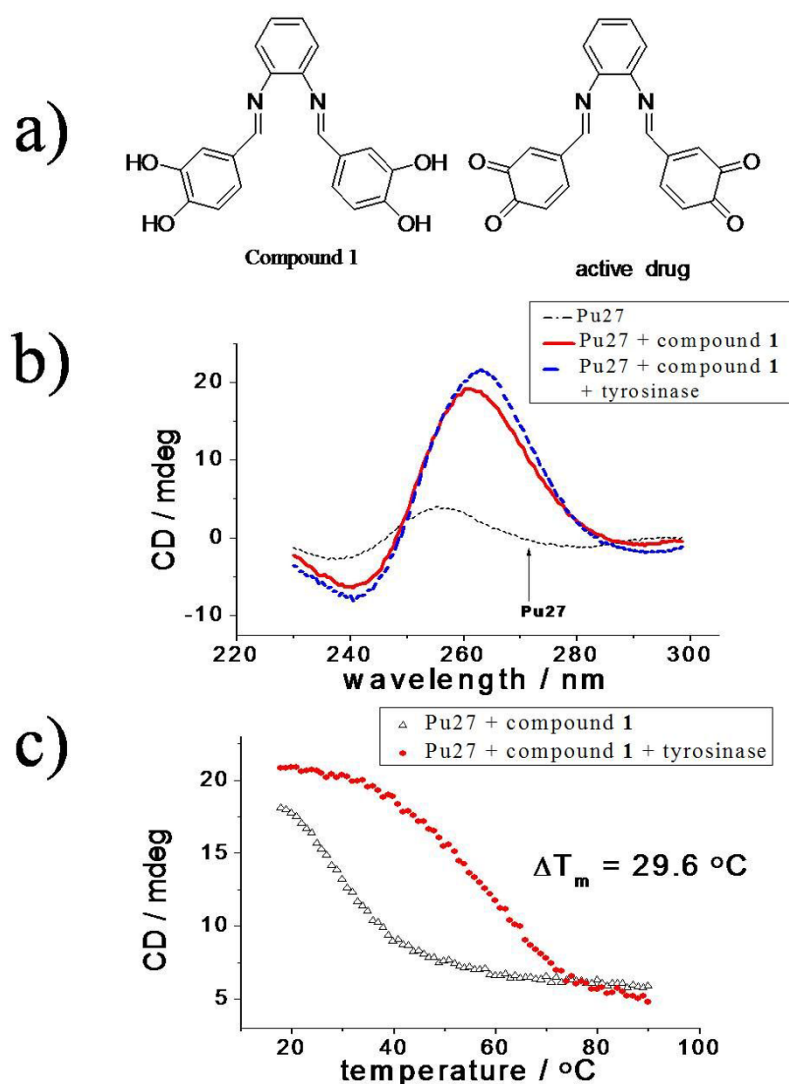 a)
N
N
HO
HO
OH
OH
Compound 1
N
N
O
O
O
O
active drug
b)
Pu27
Pu27 + compound 1
Pu27 + compound 1
+ tyrosinase
CD / mdeg
20
10
0
-10
Pu27
220
240
260
280
300
wavelength / nm
c)
Pu27 + compound 1
Pu27 + compound 1 + tyrosinase
CD / mdeg
20
15
10
5
ΔTm = 29.6 °C
20
40
60
80
100
temperature / °C